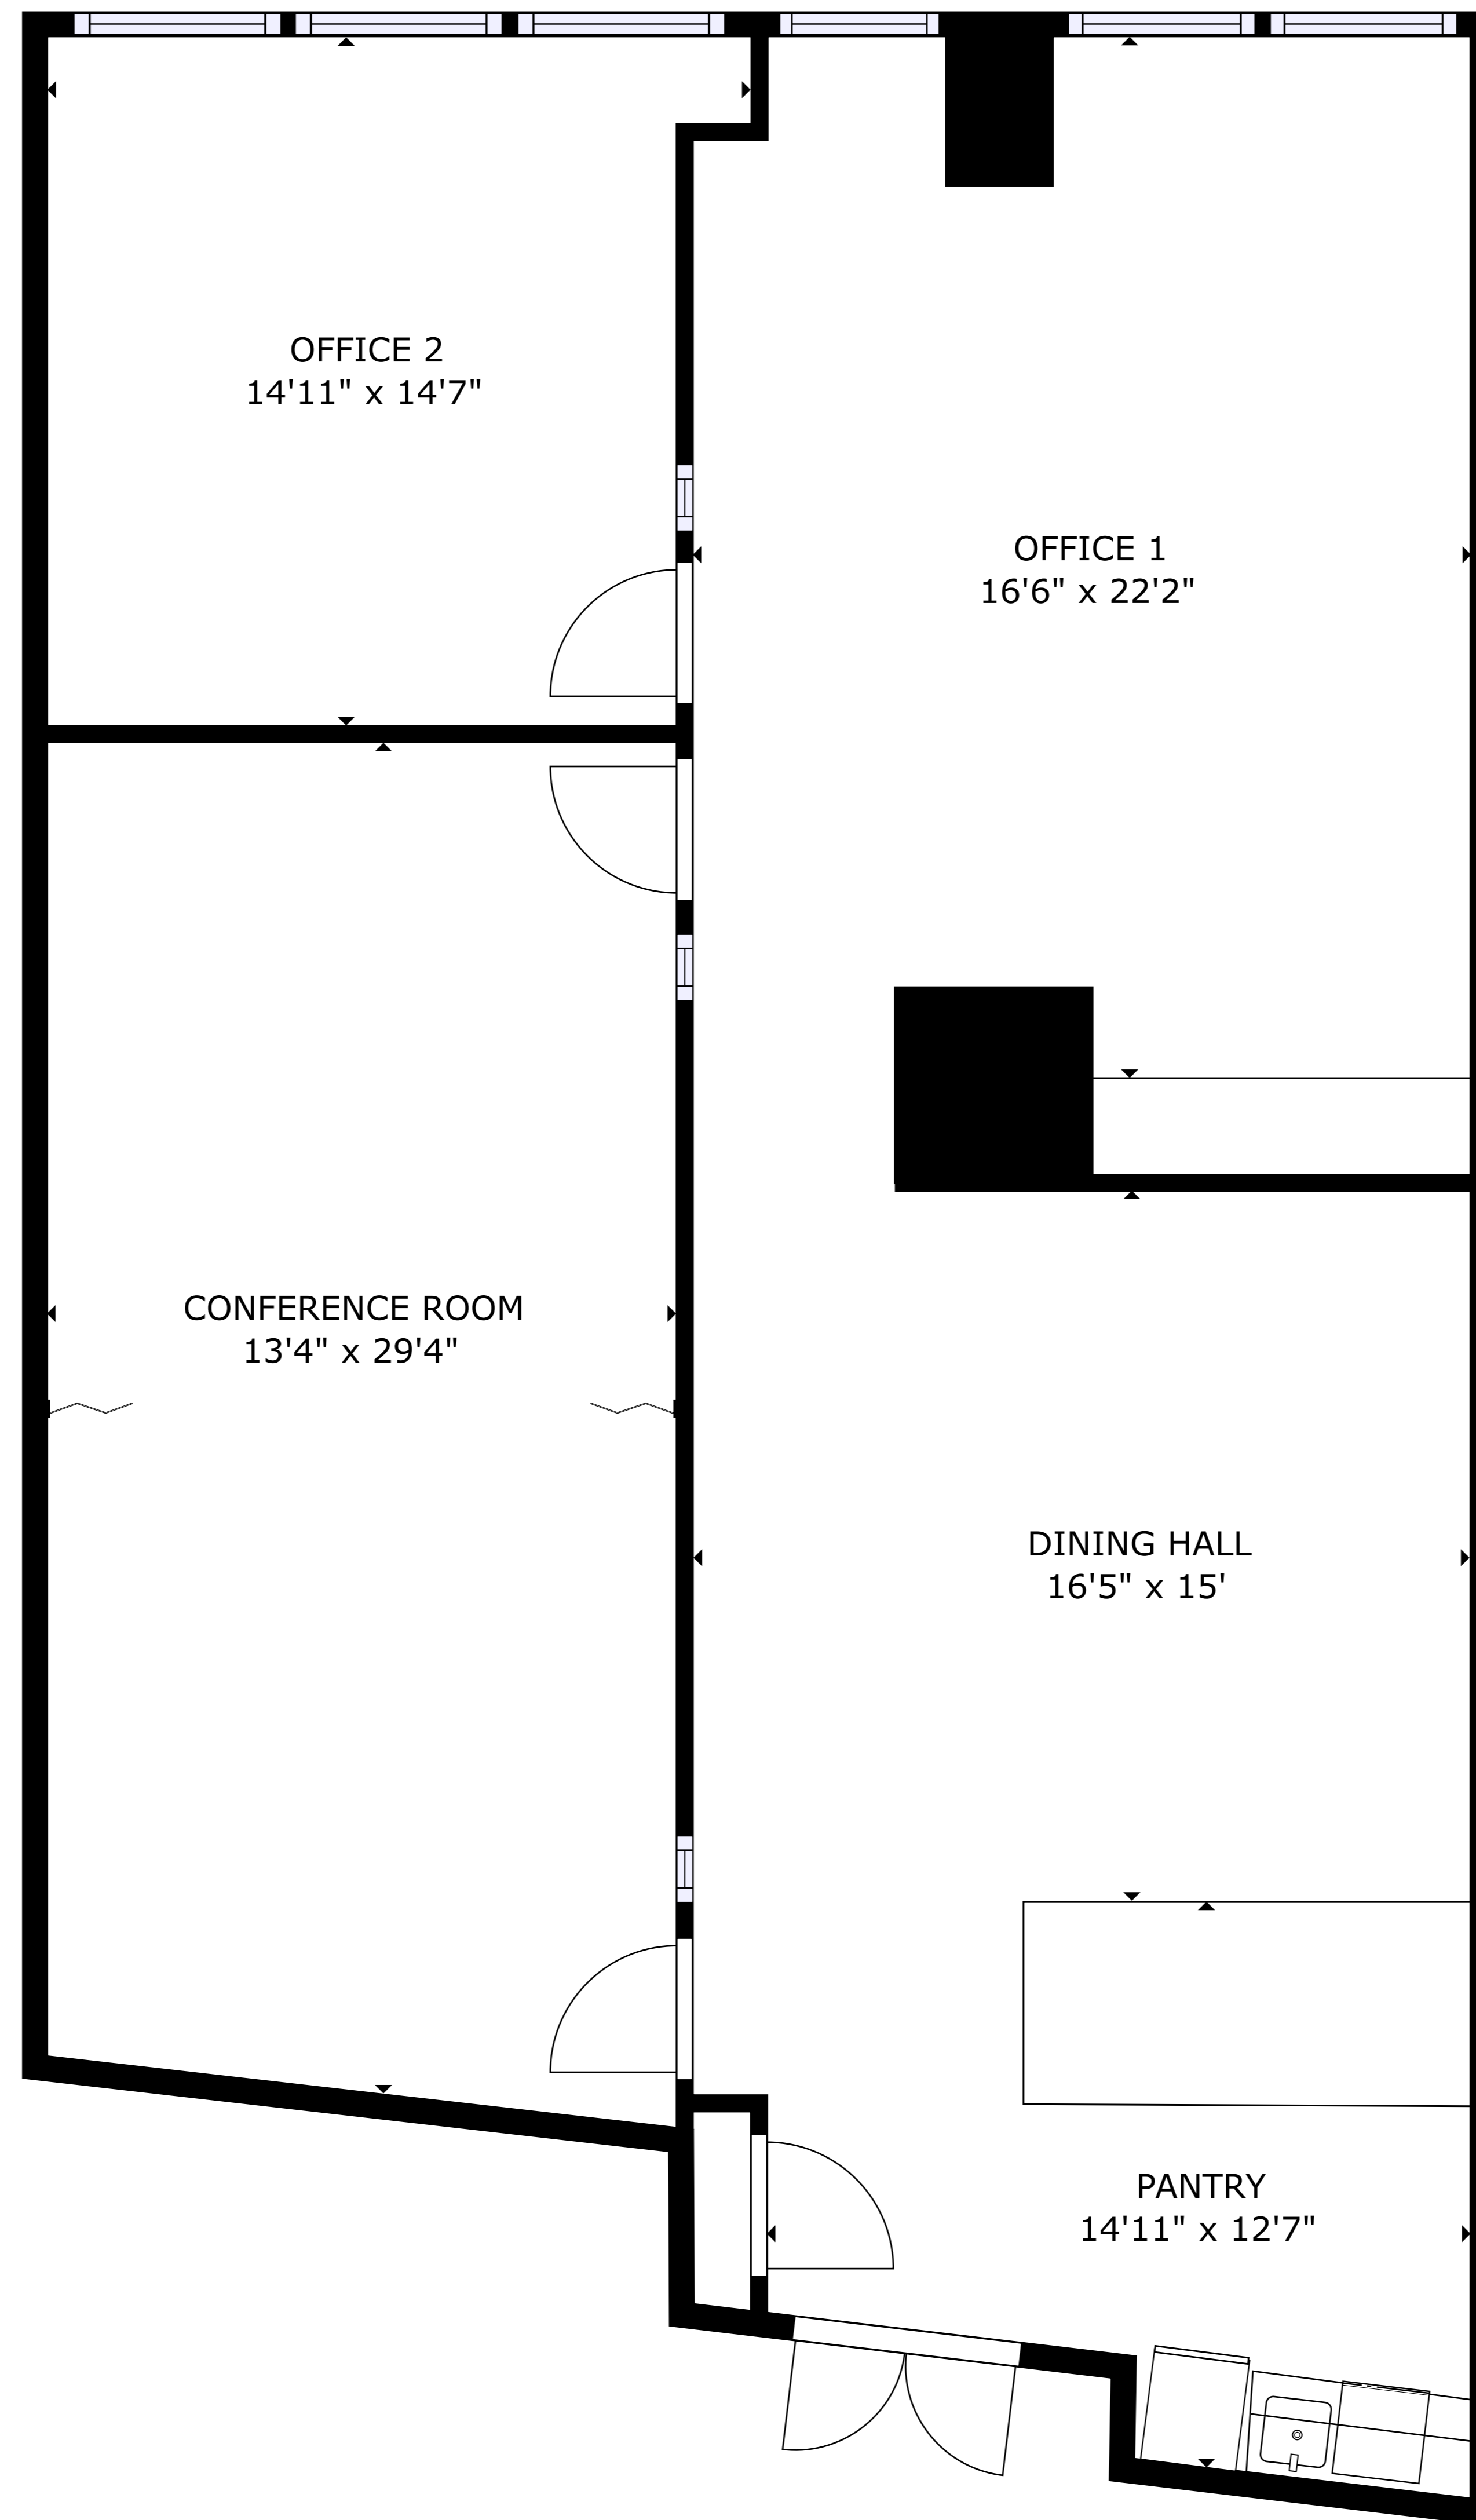 OFFICE 2
14'11" x 14'7"
OFFICE 1
16'6" x 22'2"
CONFERENCE ROOM
13'4" x 29'4"
DINING HALL
16'5" x 15'
PANTRY
14'11" x 12'7"